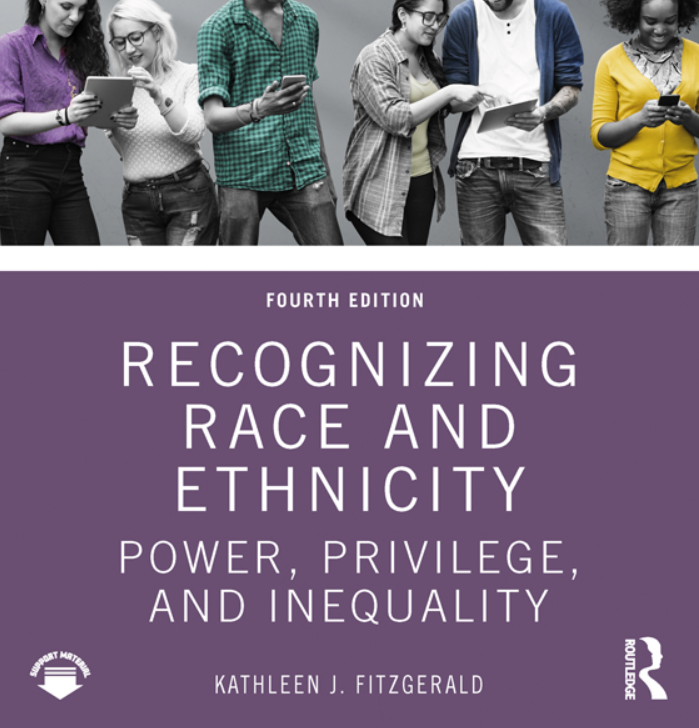 FOURTH EDITION
RECOGNIZING
RACE AND
ETHNICITY
POWER, PRIVILEGE,
AND INEQUALITY
SUPPORT MATERIAL
KATHLEEN J. FITZGERALD
ROUTLEDGE